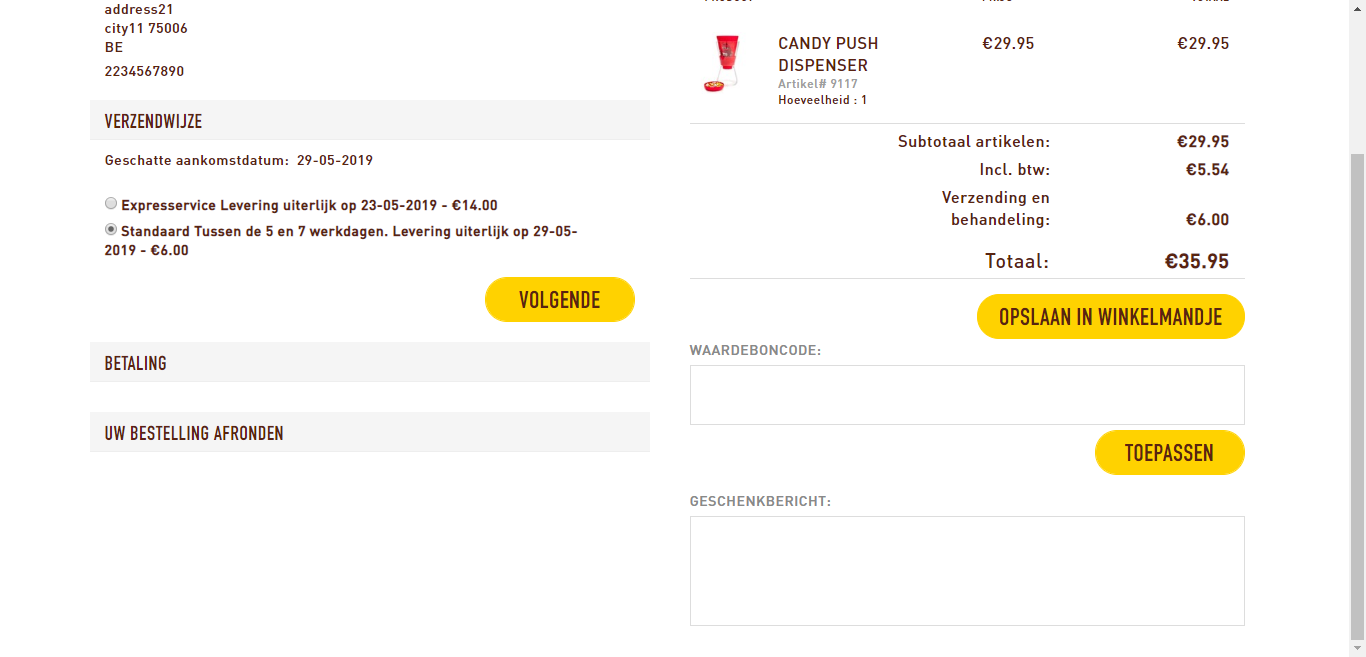 address21
city11 75006
BE
2234567890
VERZENDWIJZE
Geschatte aankomstdatum: 29-05-2019
Expresservice Levering uiterlijk op 23-05-2019 - €14.00
Standaard Tussen de 5 en 7 werkdagen. Levering uiterlijk op 29-05-
2019 - €6.00
VOLGENDE
BETALING
UW BESTELLING AFRONDEN
CANDY PUSH €29.95 €29.95
DISPENSER
Artikel# 9117
Hoeveelheid : 1
Subtotaal artikelen: €29.95
Incl. btw: €5.54
Verzending en
behandeling: €6.00
Totaal: €35.95
OPSLAAN IN WINKELMANDJE
WAARDEBONCODE:
TOEPASSEN
GESCHENKBERICHT: